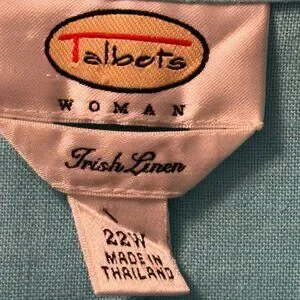 Talbots
WOMAN
Irish Linen
22W
MADE IN
THAILAND